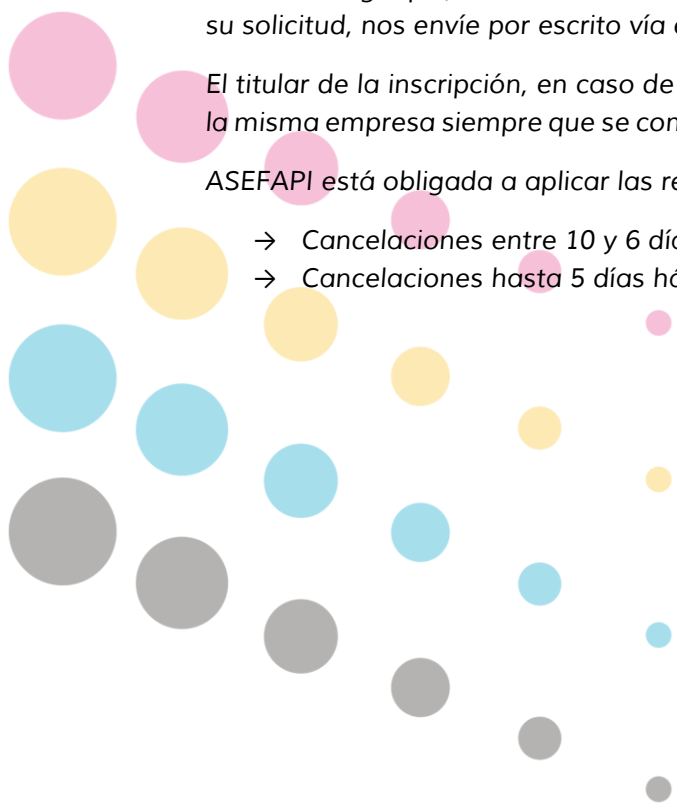 su solicitud, nos envíe por escrito vía
El titular de la inscripción, en caso de
la misma empresa siempre que se
ASEFAPI está obligada a aplicar las
→ Cancelaciones entre 10 y 6
→ Cancelaciones hasta 5 días